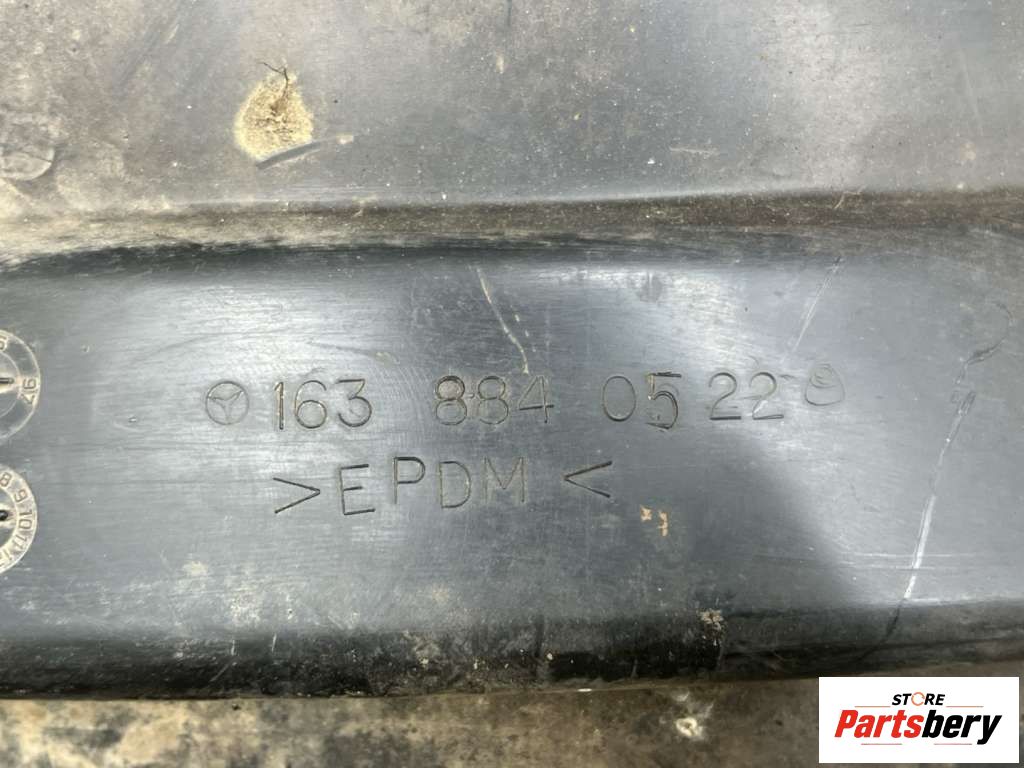 163 884 05 22
>EPDM<
STORE
Partsbery